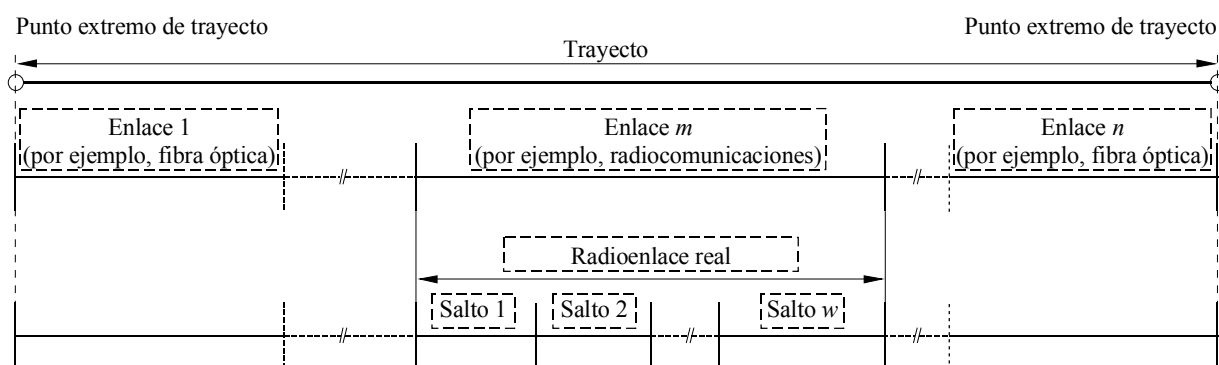 Punto extremo de trayecto
Punto extremo de trayecto
Trayecto
Enlace 1
(por ejemplo, fibra óptica)
Enlace m
(por ejemplo, radiocomunicaciones)
Enlace n
(por ejemplo, fibra óptica)
Radioenlace real
Salto 1
Salto 2
Salto w